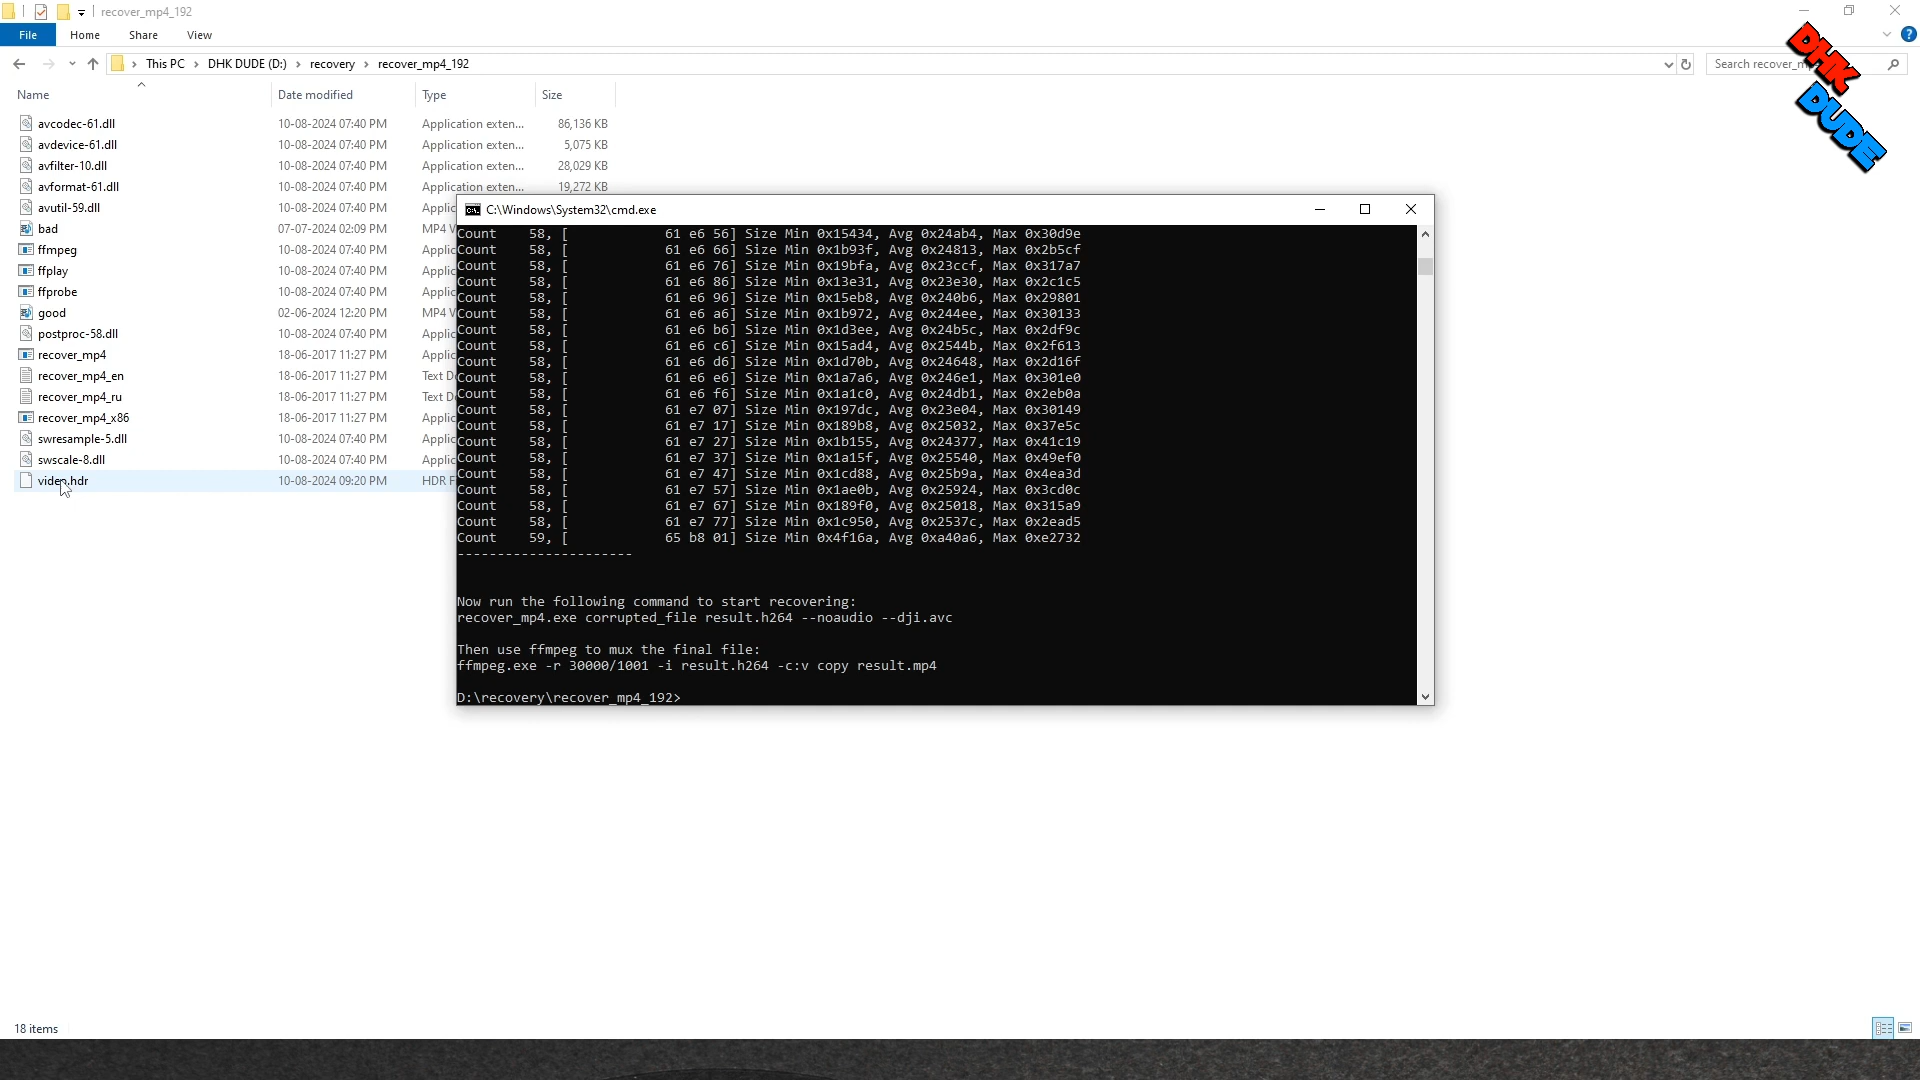 recover_mp4_192
File Home Share View
This PC > DHK DUDE (D:) > recovery > recover_mp4_192
Search recover_m
DHK
DUDE
Name Date modified Type Size
avcodec-61.dll 10-08-2024 07:40 PM Application exten... 86,136 KB
avdevice-61.dll 10-08-2024 07:40 PM Application exten... 5,075 KB
avfilter-10.dll 10-08-2024 07:40 PM Application exten... 28,029 KB
avformat-61.dll 10-08-2024 07:40 PM Application exten... 19,272 KB
avutil-59.dll 10-08-2024 07:40 PM Applic
bad 07-07-2024 02:09 PM MP4 V
ffmpeg 10-08-2024 07:40 PM Applic
ffplay 10-08-2024 07:40 PM Applic
ffprobe 10-08-2024 07:40 PM Applic
good 02-06-2024 12:20 PM MP4 V
postproc-58.dll 10-08-2024 07:40 PM Applic
recover_mp4 18-06-2017 11:27 PM Applic
recover_mp4_en 18-06-2017 11:27 PM Text D
recover_mp4_ru 18-06-2017 11:27 PM Text D
recover_mp4_x86 18-06-2017 11:27 PM Applic
swresample-5.dll 10-08-2024 07:40 PM Applic
swscale-8.dll 10-08-2024 07:40 PM Applic
video.hdr 10-08-2024 09:20 PM HDR F
C:\Windows\System32\cmd.exe
Count 58, [ 61 e6 56] Size Min 0x15434, Avg 0x24ab4, Max 0x30d9e
Count 58, [ 61 e6 66] Size Min 0x1b93f, Avg 0x24813, Max 0x2b5cf
Count 58, [ 61 e6 76] Size Min 0x19bfa, Avg 0x23ccf, Max 0x317a7
Count 58, [ 61 e6 86] Size Min 0x13e31, Avg 0x23e30, Max 0x2c1c5
Count 58, [ 61 e6 96] Size Min 0x15eb8, Avg 0x240b6, Max 0x29801
Count 58, [ 61 e6 a6] Size Min 0x1b972, Avg 0x244ee, Max 0x30133
Count 58, [ 61 e6 b6] Size Min 0x1d3ee, Avg 0x24b5c, Max 0x2df9c
Count 58, [ 61 e6 c6] Size Min 0x15ad4, Avg 0x2544b, Max 0x2f613
Count 58, [ 61 e6 d6] Size Min 0x1d70b, Avg 0x24648, Max 0x2d16f
Count 58, [ 61 e6 e6] Size Min 0x1a7a6, Avg 0x246e1, Max 0x301e0
Count 58, [ 61 e6 f6] Size Min 0x1a1c0, Avg 0x24db1, Max 0x2eb0a
Count 58, [ 61 e7 07] Size Min 0x197dc, Avg 0x23e04, Max 0x30149
Count 58, [ 61 e7 17] Size Min 0x189b8, Avg 0x25032, Max 0x37e5c
Count 58, [ 61 e7 27] Size Min 0x1b155, Avg 0x24377, Max 0x41c19
Count 58, [ 61 e7 37] Size Min 0x1a15f, Avg 0x25540, Max 0x49ef0
Count 58, [ 61 e7 47] Size Min 0x1cd88, Avg 0x25b9a, Max 0x4ea3d
Count 58, [ 61 e7 57] Size Min 0x1ae0b, Avg 0x25924, Max 0x3cd0c
Count 58, [ 61 e7 67] Size Min 0x189f0, Avg 0x25018, Max 0x315a9
Count 58, [ 61 e7 77] Size Min 0x1c950, Avg 0x2537c, Max 0x2ead5
Count 59, [ 65 b8 01] Size Min 0x4f16a, Avg 0xa40a6, Max 0xe2732
----------------------
Now run the following command to start recovering:
recover_mp4.exe corrupted_file result.h264 --noaudio --dji.avc
Then use ffmpeg to mux the final file:
ffmpeg.exe -r 30000/1001 -i result.h264 -c:v copy result.mp4
D:\recovery\recover_mp4_192>
18 items